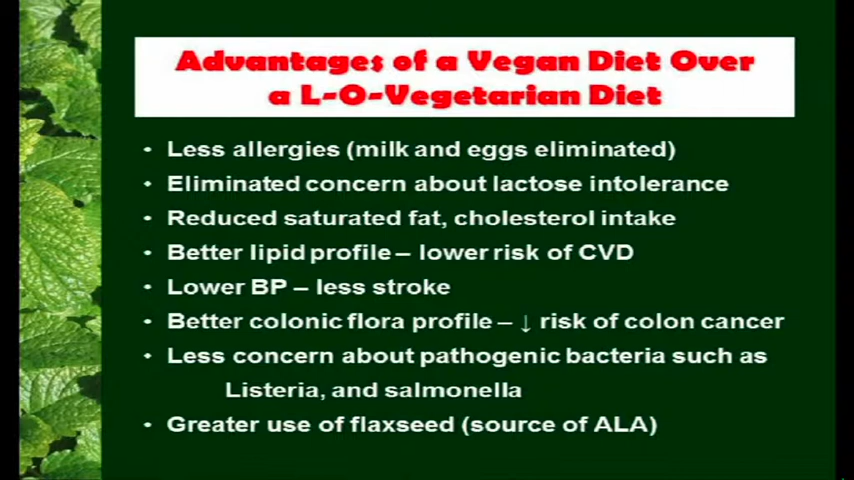 Advantages of a Vegan Diet Over
a L-O-Vegetarian Diet
• Less allergies (milk and eggs eliminated)
• Eliminated concern about lactose intolerance
• Reduced saturated fat, cholesterol intake
• Better lipid profile – lower risk of CVD
• Lower BP – less stroke
• Better colonic flora profile – ↓ risk of colon cancer
• Less concern about pathogenic bacteria such as
Listeria, and salmonella
• Greater use of flaxseed (source of ALA)